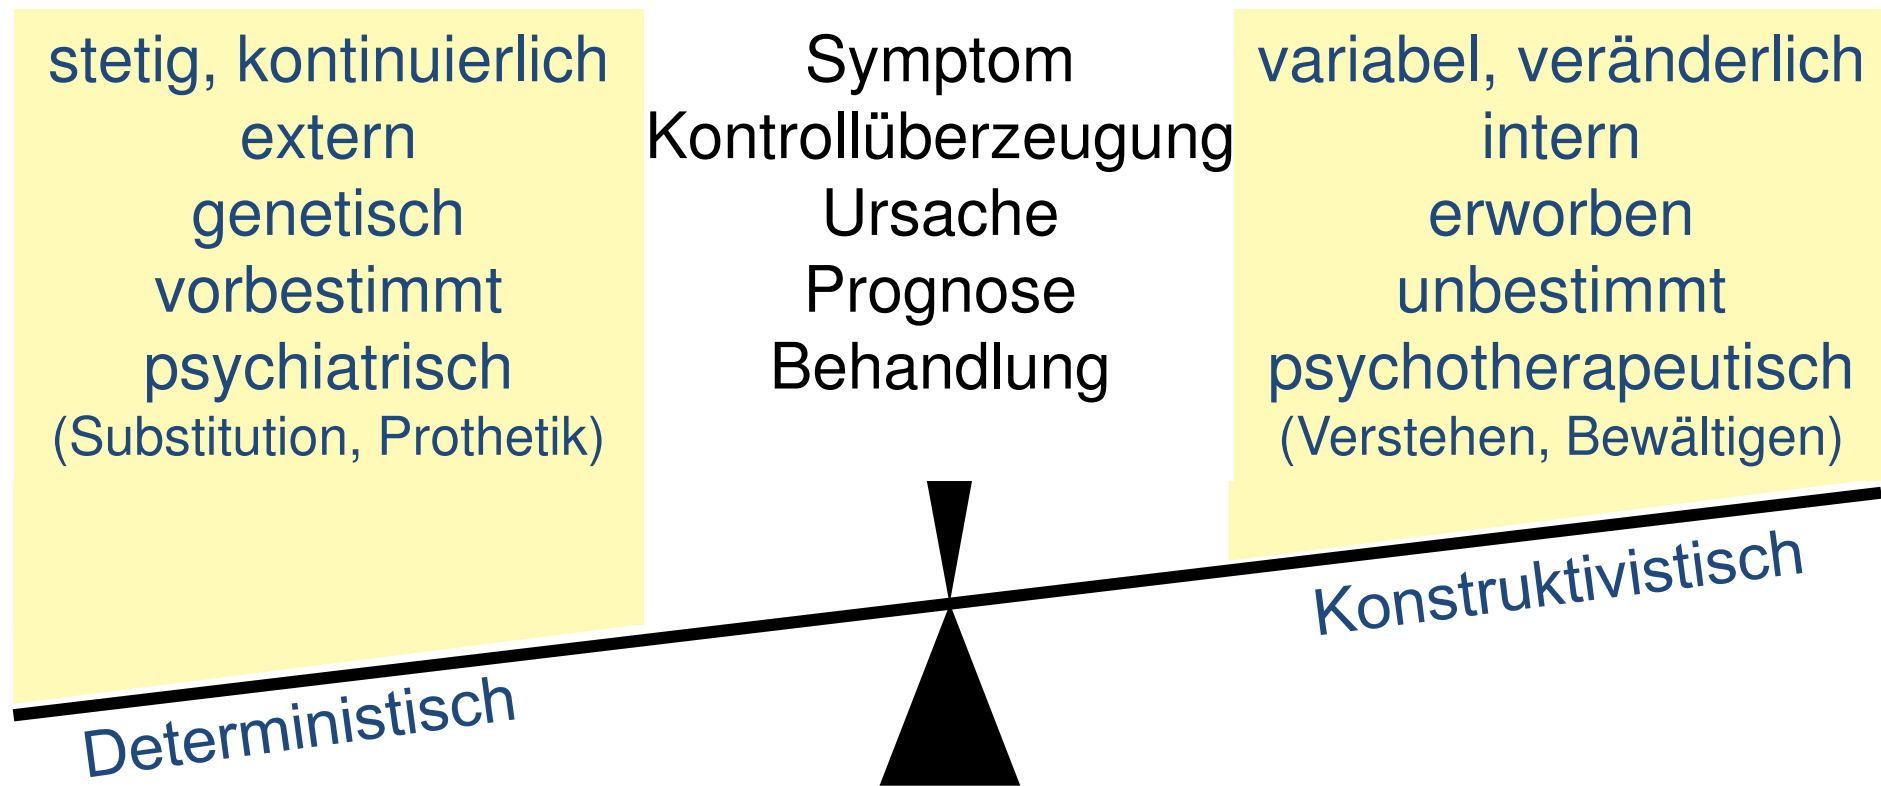 stetig, kontinuierlich Symptom variabel, veränderlich
extern Kontrollüberzeugung intern
genetisch Ursache erworben
vorbestimmt Prognose unbestimmt
psychiatrisch Behandlung psychotherapeutisch
(Substitution, Prothetik) (Verstehen, Bewältigen)
Konstruktivistisch
Deterministisch